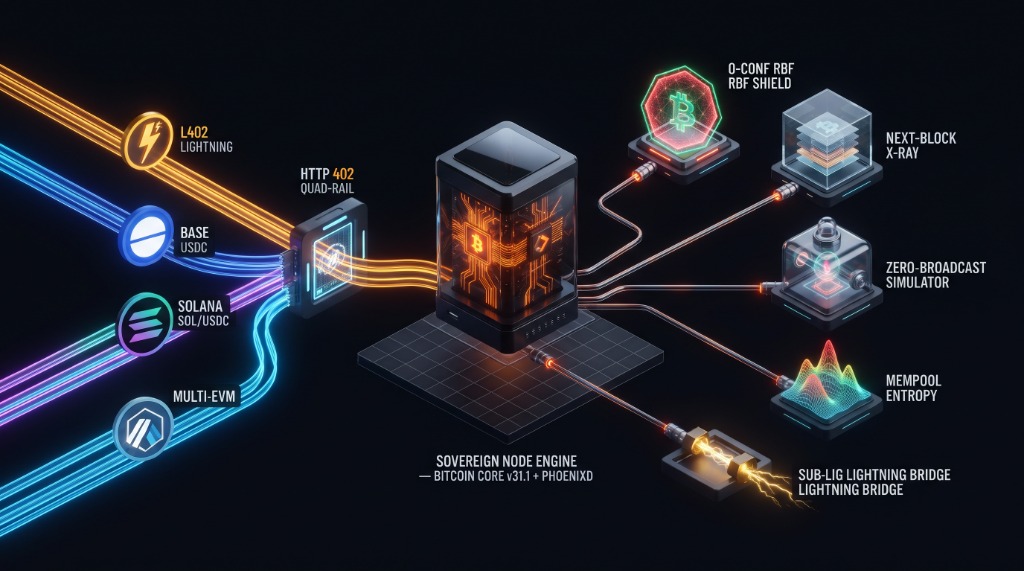 L402
LIGHTNING
BASE
USDC
SOLANA
SOL/USDC
MULTI-EVM
HTTP 402
QUAD-RAIL
SOVEREIGN NODE ENGINE
— BITCOIN CORE v31.1 + PHOENIXD
0-CONF RBF
RBF SHIELD
NEXT-BLOCK
X-RAY
ZERO-BROADCAST
SIMULATOR
MEMPOOL
ENTROPY
SUB-LIG LIGHTNING BRIDGE
LIGHTNING BRIDGE